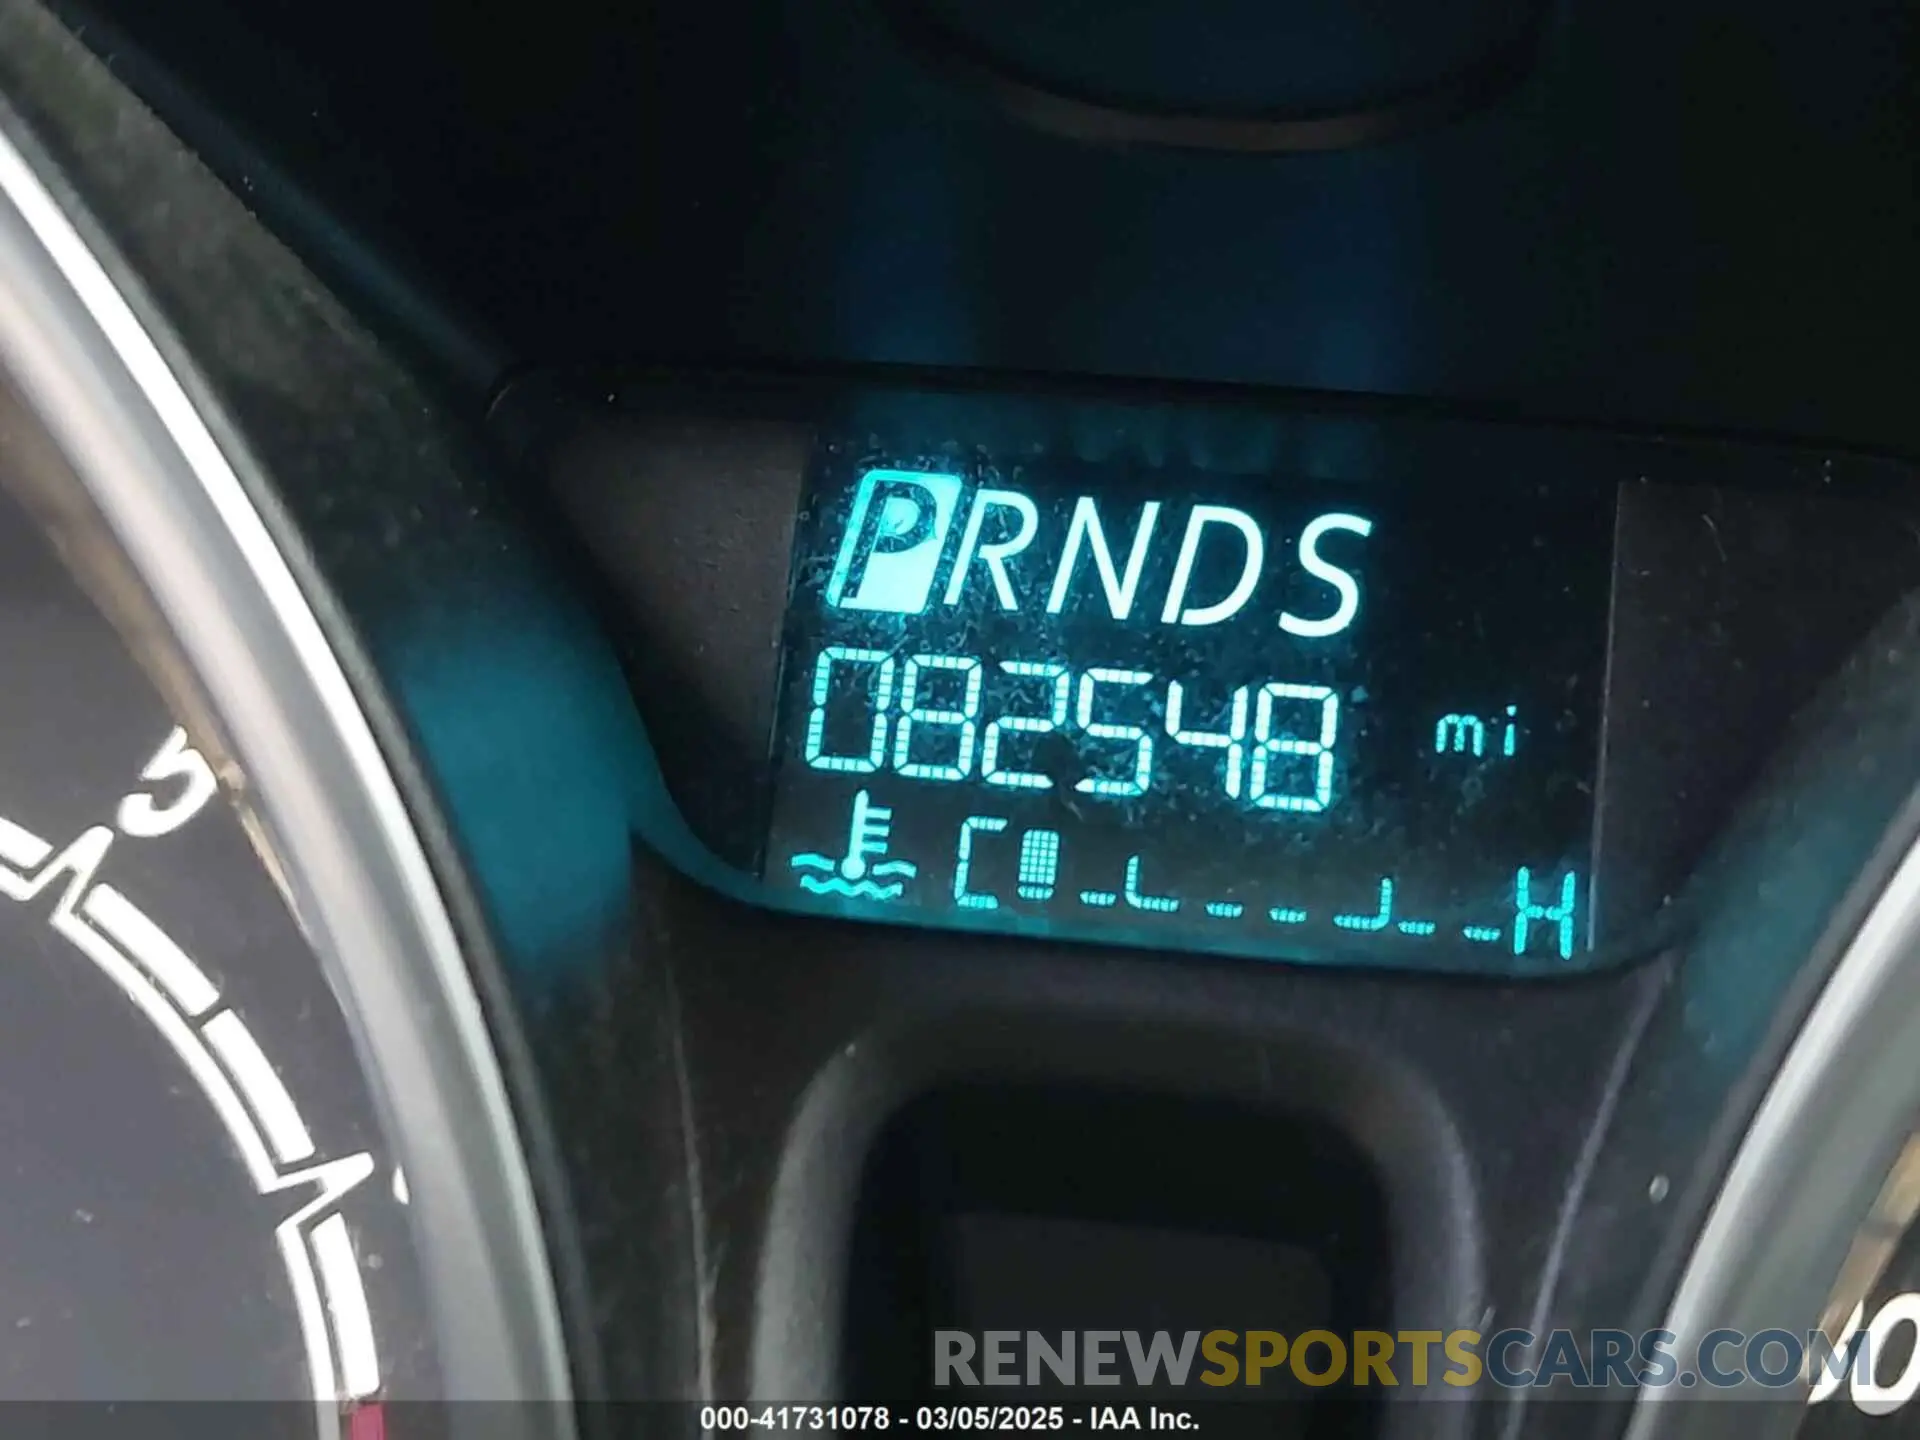 PRNDS
082548 mi
C H
5
RENEWSPORTSCARS.COM
000-41731078 - 03/05/2025 - IAA Inc.